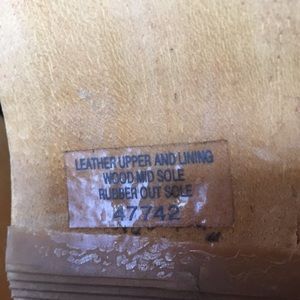 LEATHER UPPER AND LINING
WOOD MID SOLE
RUBBER OUT SOLE
47742